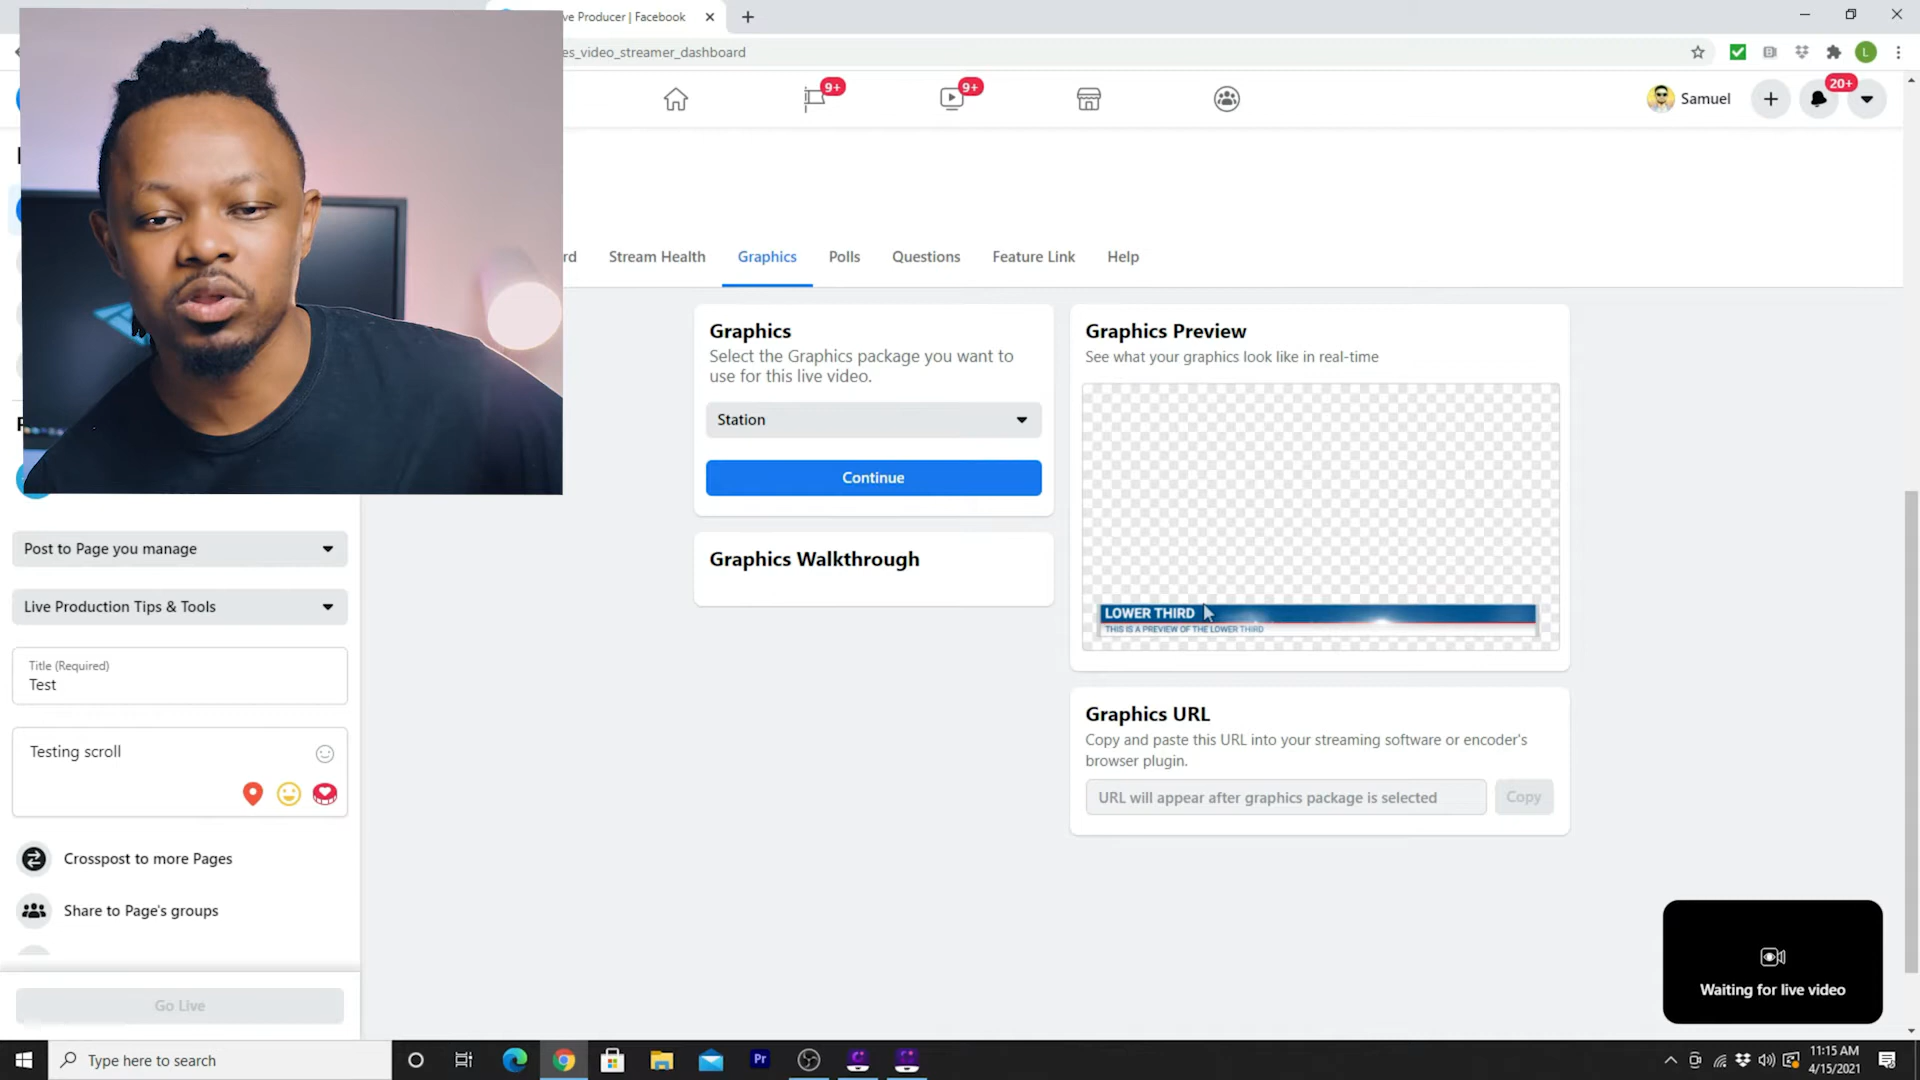 ve Producer | Facebook
es_video_streamer_dashboard
9+
9+
Samuel
20+
L
rd
Stream Health
Graphics
Polls
Questions
Feature Link
Help
Graphics
Select the Graphics package you want to
use for this live video.
Station
Continue
Graphics Walkthrough
Graphics Preview
See what your graphics look like in real-time
LOWER THIRD
THIS IS A PREVIEW OF THE LOWER THIRD
Graphics URL
Copy and paste this URL into your streaming software or encoder's
browser plugin.
URL will appear after graphics package is selected
Copy
Post to Page you manage
Live Production Tips & Tools
Title (Required)
Test
Testing scroll
Crosspost to more Pages
Share to Page's groups
Go Live
Waiting for live video
Type here to search
Pr
11:15 AM
4/15/2021